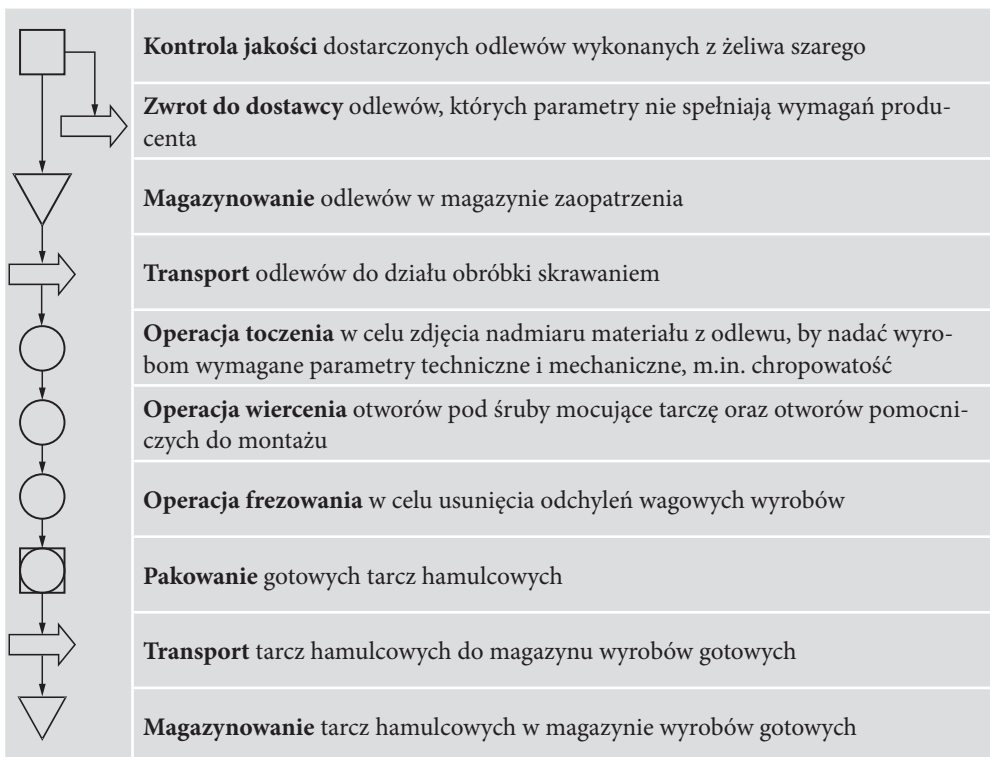 Kontrola jakości dostarczonych odlewów wykonanych z żeliwa szarego
Zwrot do dostawcy odlewów, których parametry nie spełniają wymagań produ-
centa
Magazynowanie odlewów w magazynie zaopatrzenia
Transport odlewów do działu obróbki skrawaniem
Operacja toczenia w celu zdjęcia nadmiaru materiału z odlewu, by nadać wyro-
bom wymagane parametry techniczne i mechaniczne, m.in. chropowatość
Operacja wiercenia otworów pod śruby mocujące tarczę oraz otworów pomocni-
czych do montażu
Operacja frezowania w celu usunięcia odchyleń wagowych wyrobów
Pakowanie gotowych tarcz hamulcowych
Transport tarcz hamulcowych do magazynu wyrobów gotowych
Magazynowanie tarcz hamulcowych w magazynie wyrobów gotowych